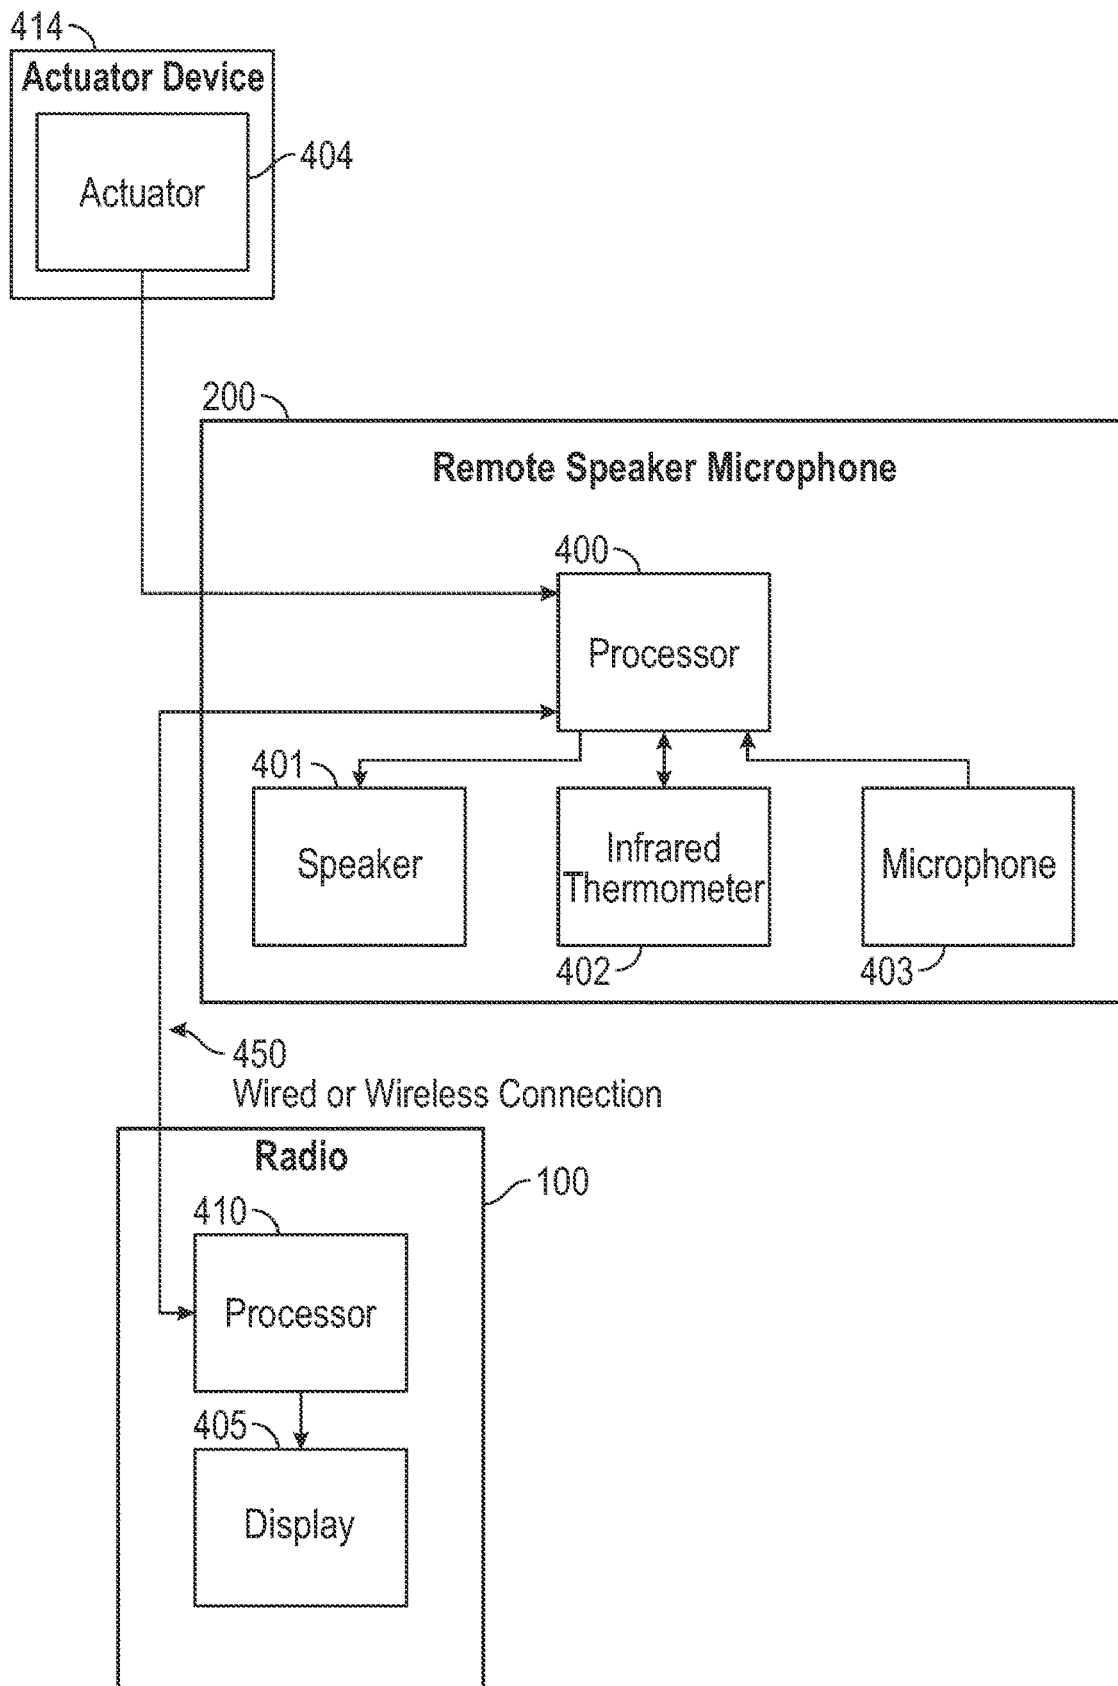 414
Actuator Device
404
Actuator
200
Remote Speaker Microphone
400
Processor
401
Speaker
Infrared
Thermometer
402
Microphone
403
450
Wired or Wireless Connection
Radio
100
410
Processor
405
Display